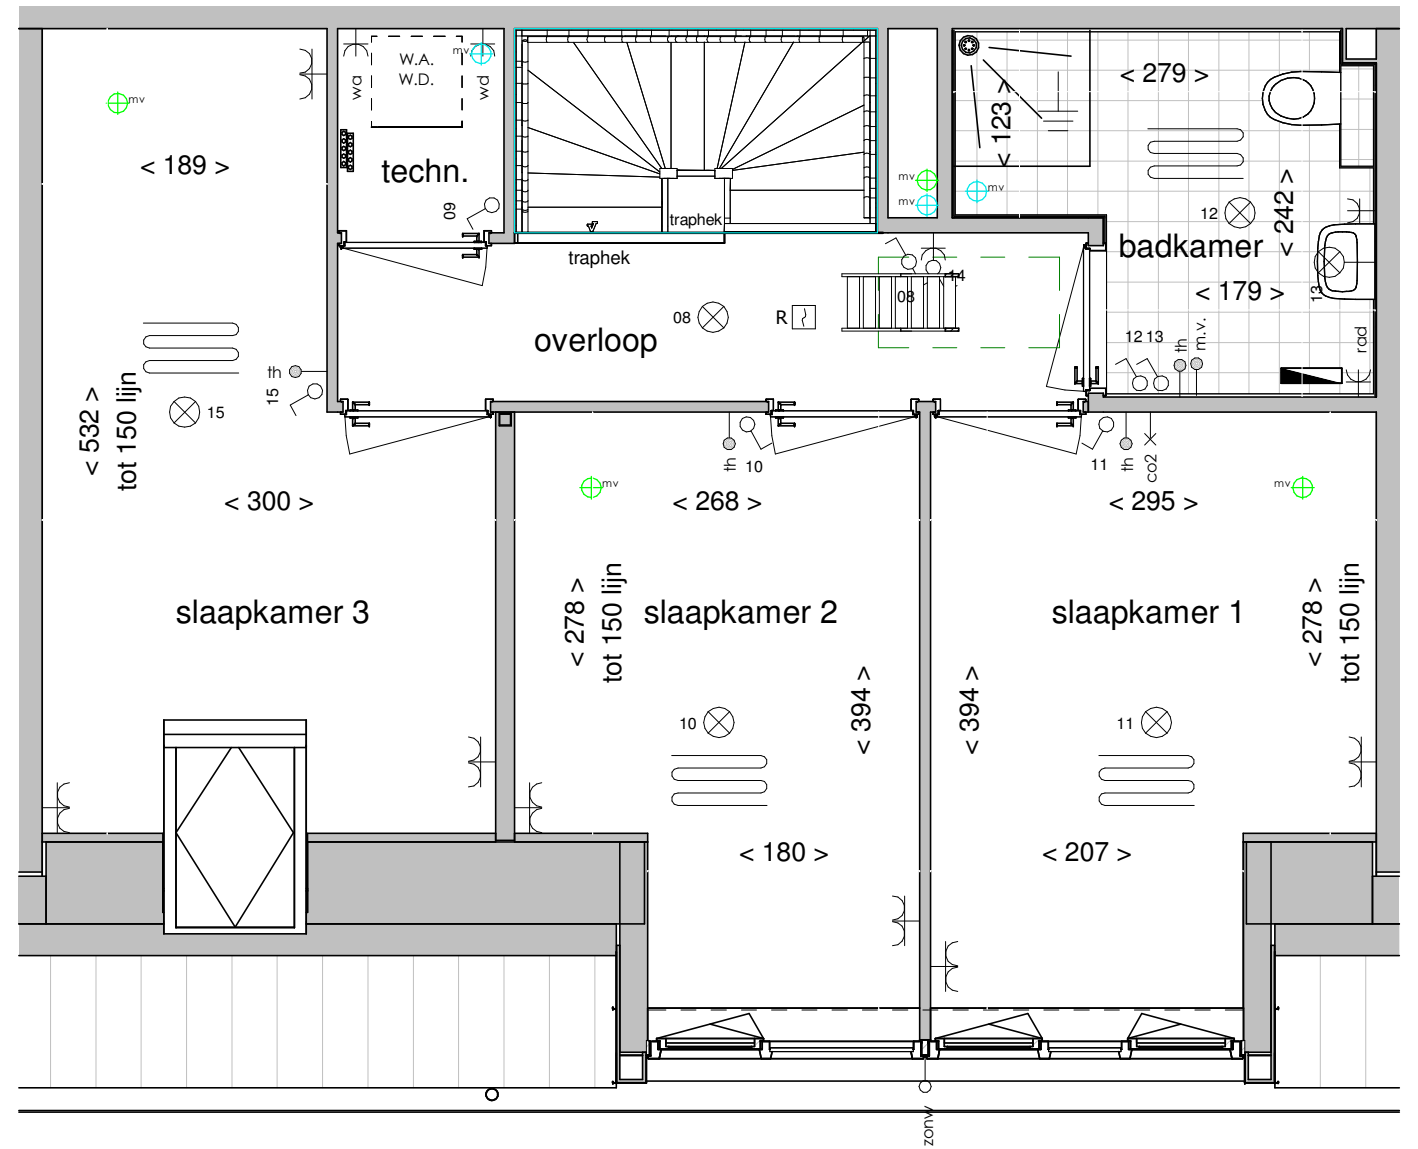 W.A.
W.D.
mv
wa
wd
mv
< 189 >
techn.
09
traphek
traphek
mv
mv
mv
< 279 >
< 123 >
12
< 242 >
badkamer
13
< 179 >
08
R
08
14
overloop
12 13
th
m.v.
rad
th
15
15
< 532 >
tot 150 lijn
th
10
11
th
co2
< 300 >
mv
< 268 >
< 295 >
mv
slaapkamer 3
< 278 >
tot 150 lijn
slaapkamer 2
slaapkamer 1
< 278 >
tot 150 lijn
< 394 >
< 394 >
10
11
< 180 >
< 207 >
zonw